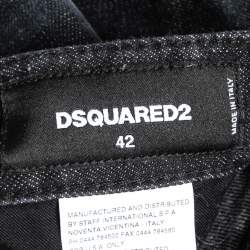 DSQUARED2
42
MADE IN ITALY
MANUFACTURED AND DISTRIBUTED
BY STAFF INTERNATIONAL S.P.A
NOVENTA VICENTINA, ITALY